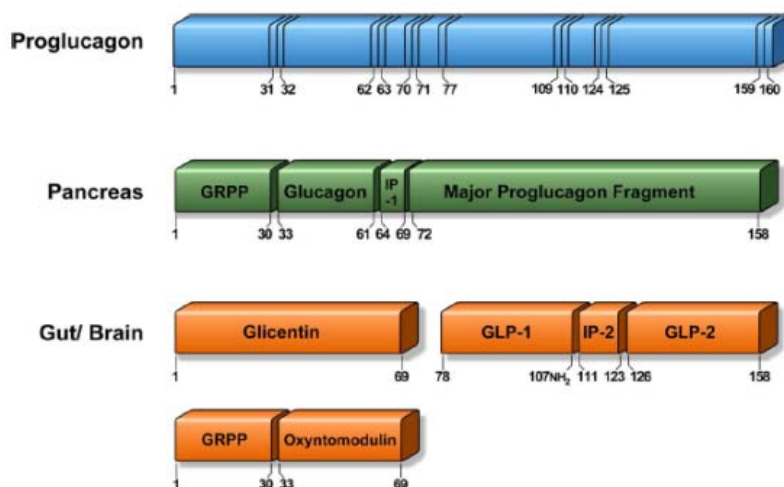 Proglucagon
1 31 32 62 63 70 71 77 109 110 124 125 159 160
Pancreas
GRPP Glucagon IP
-1 Major Proglucagon Fragment
1 30 33 61 64 69 72 158
Gut/ Brain
Glicentin GLP-1 IP-2 GLP-2
1 69 78 107NH2 111 123 126 158
GRPP Oxyntomodulin
1 30 33 69